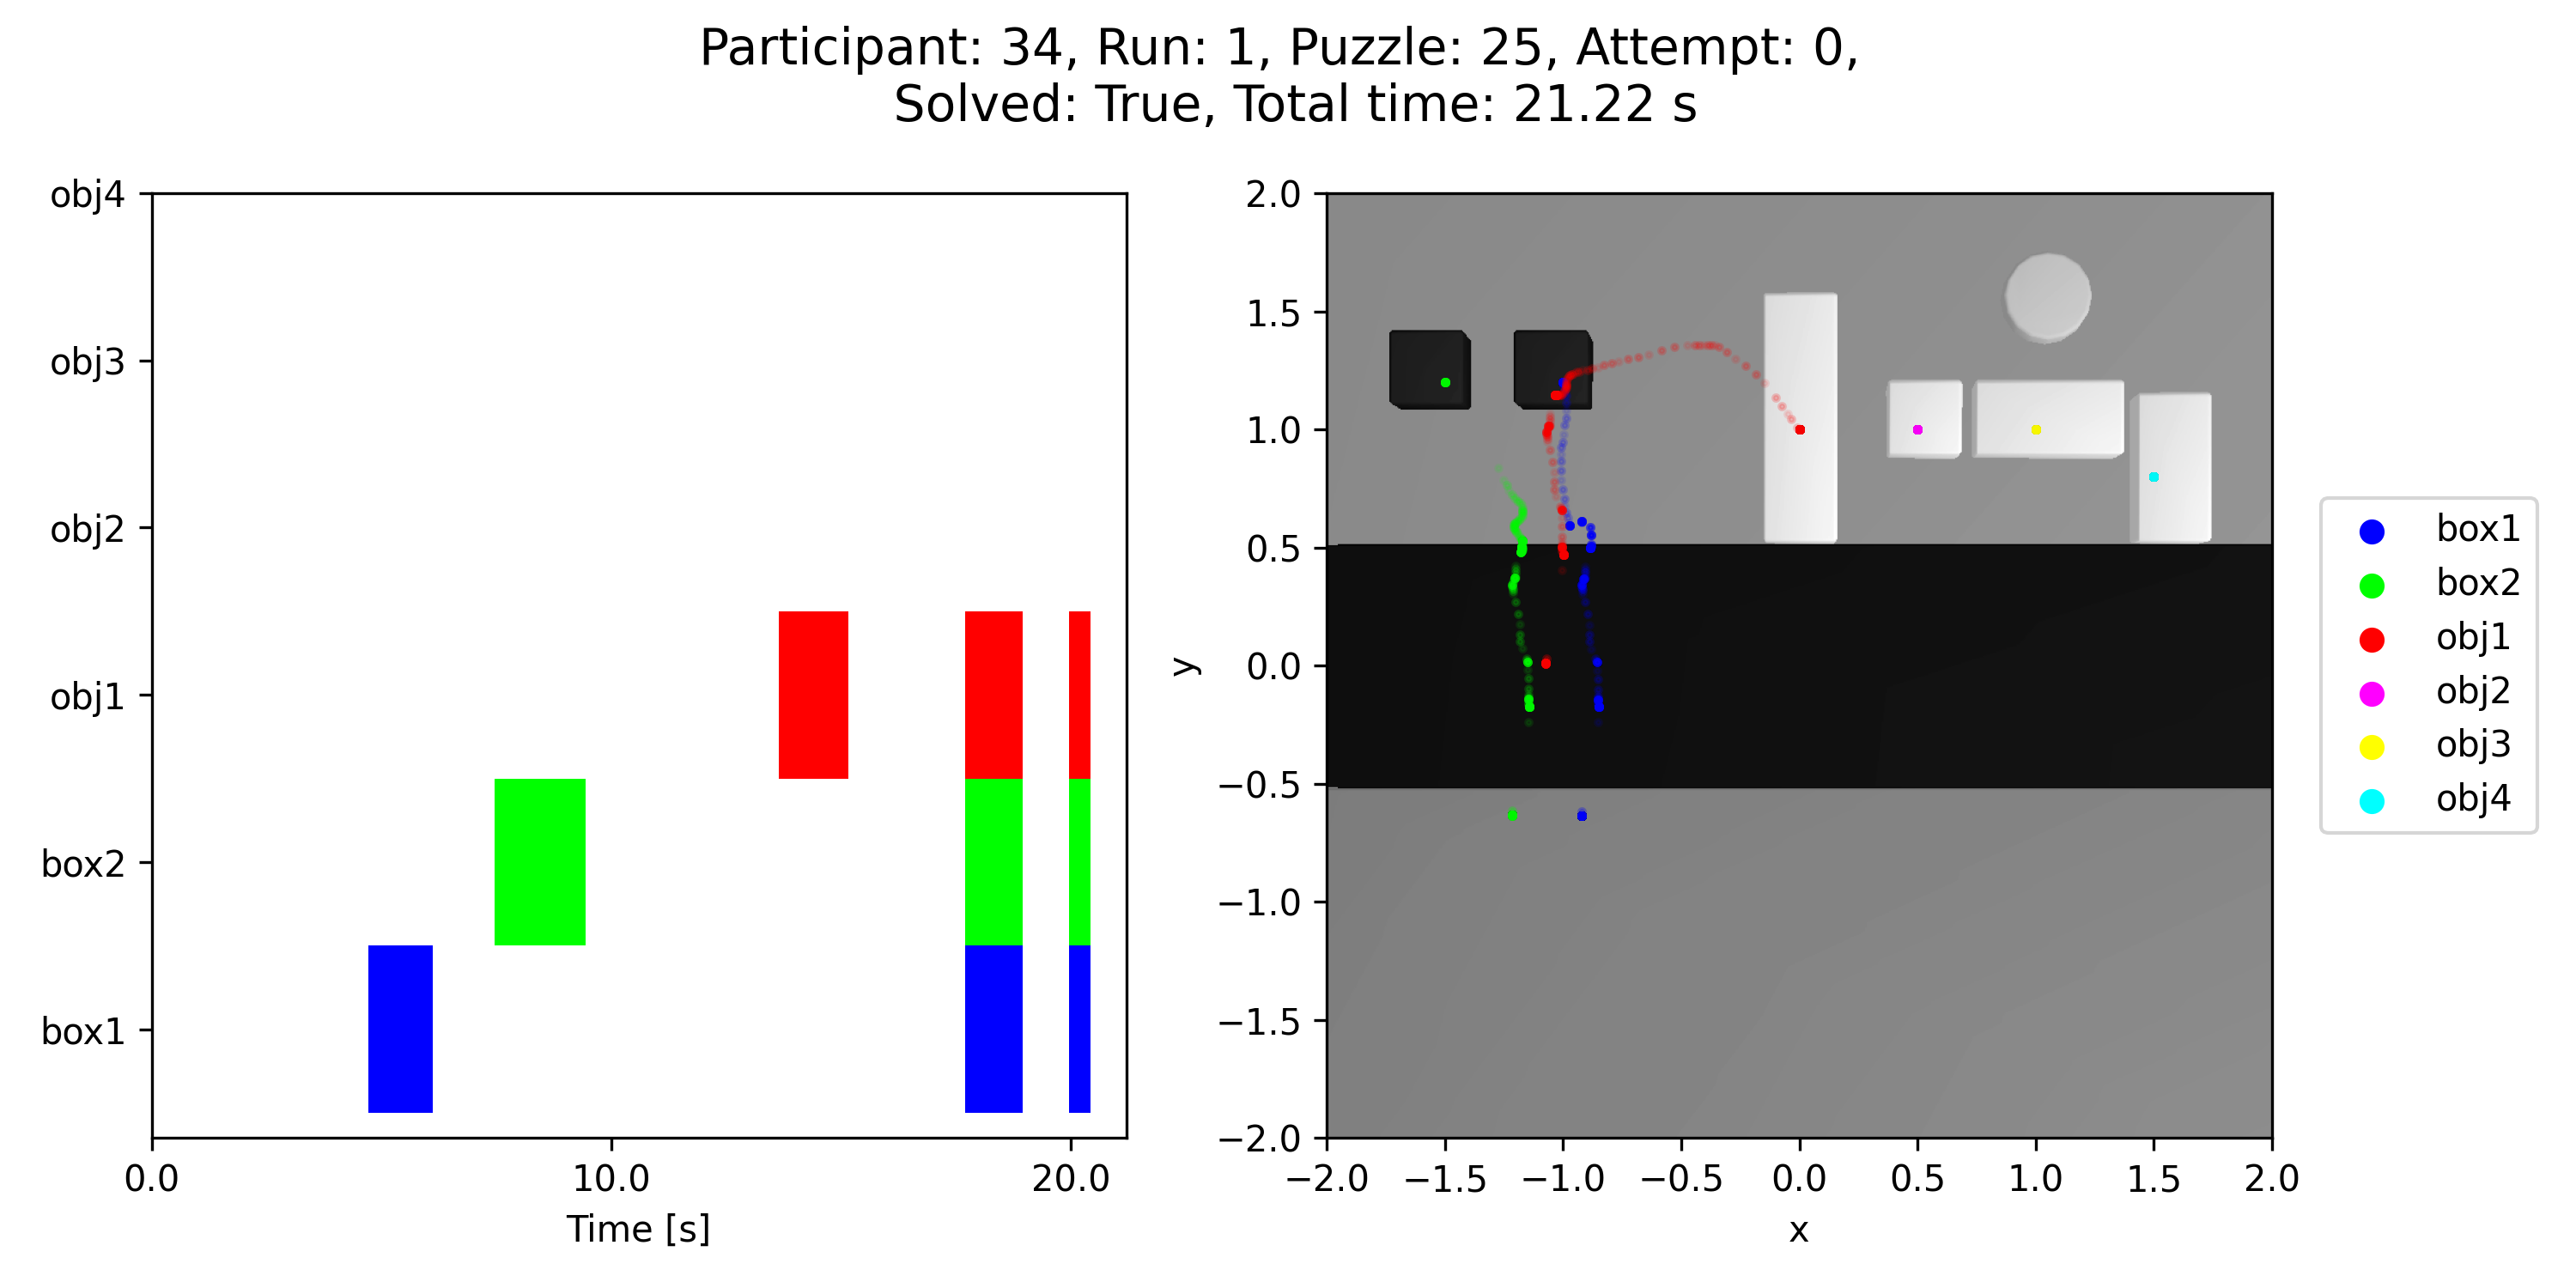 Participant: 34, Run: 1, Puzzle: 25, Attempt: 0,
Solved: True, Total time: 21.22 s
obj4
obj3
obj2
obj1
box2
box1
0.0 10.0 20.0
Time [s]
2.0
1.5
1.0
0.5
0.0
−0.5
−1.0
−1.5
−2.0
y
−2.0 −1.5 −1.0 −0.5 0.0 0.5 1.0 1.5 2.0
x
box1
box2
obj1
obj2
obj3
obj4